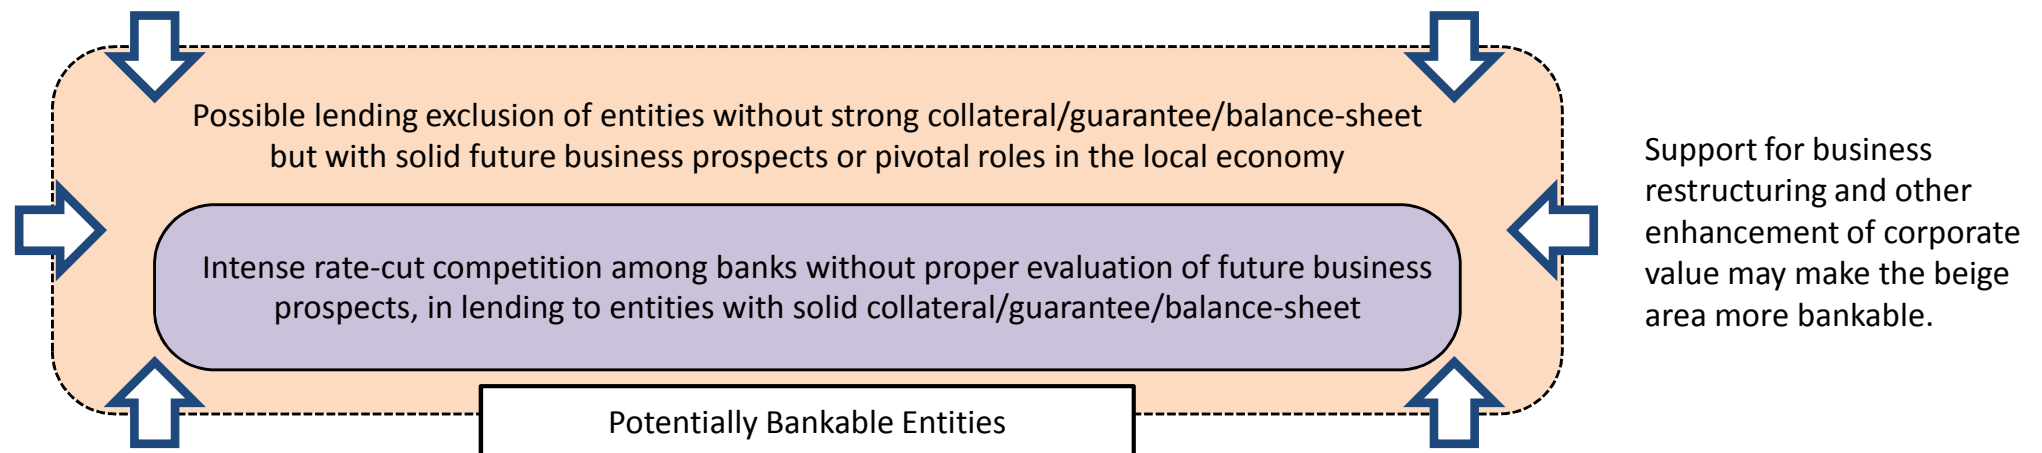 Possible lending exclusion of entities without strong collateral/guarantee/balance-sheet
but with solid future business prospects or pivotal roles in the local economy
Intense rate-cut competition among banks without proper evaluation of future business
prospects, in lending to entities with solid collateral/guarantee/balance-sheet
Potentially Bankable Entities
Support for business
restructuring and other
enhancement of corporate
value may make the beige
area more bankable.